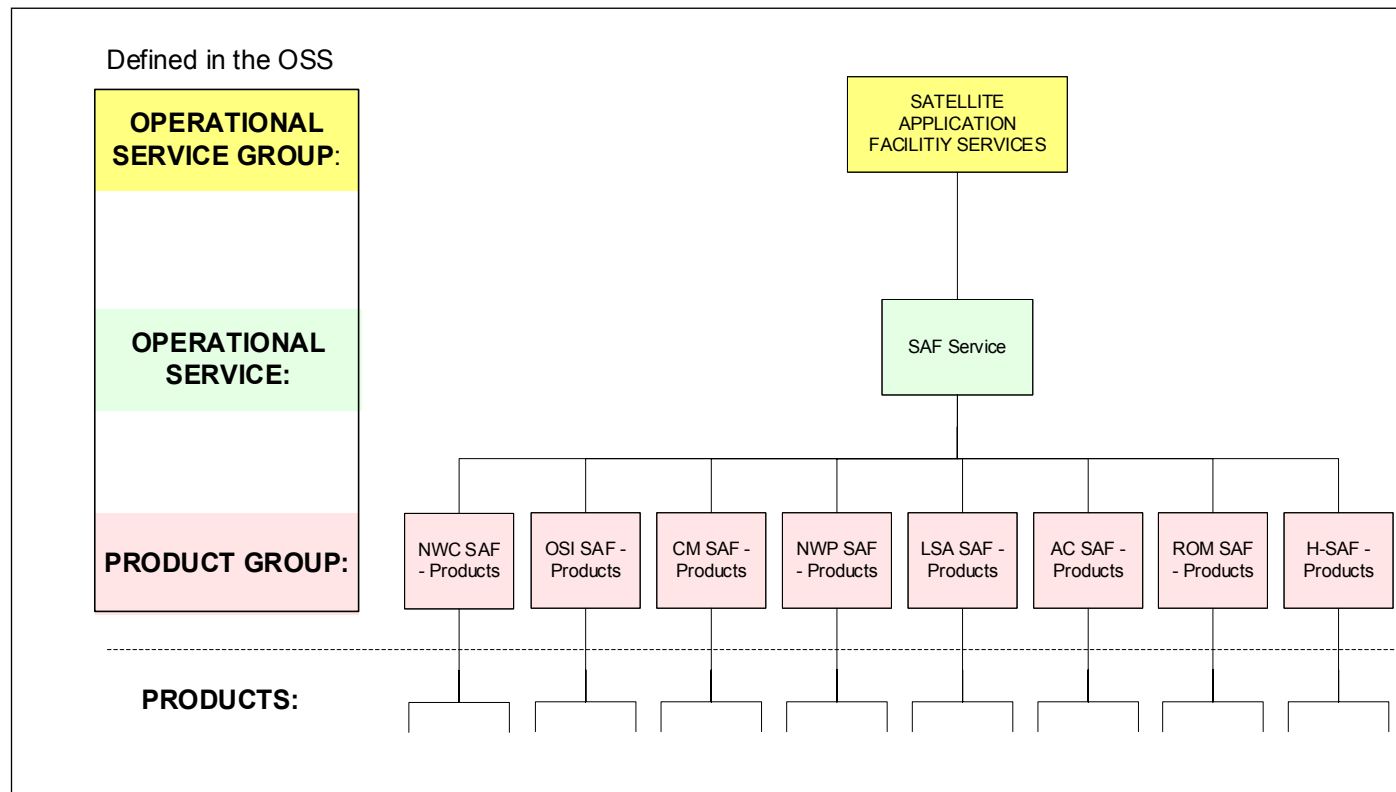 Defined in the OSS
OPERATIONAL
SERVICE GROUP:
SATELLITE
APPLICATION
FACILITIY SERVICES
OPERATIONAL
SERVICE:
SAF Service
PRODUCT GROUP:
NWC SAF
- Products
OSI SAF -
Products
CM SAF -
Products
NWP SAF
- Products
LSA SAF -
Products
AC SAF -
Products
ROM SAF
- Products
H-SAF -
Products
PRODUCTS: